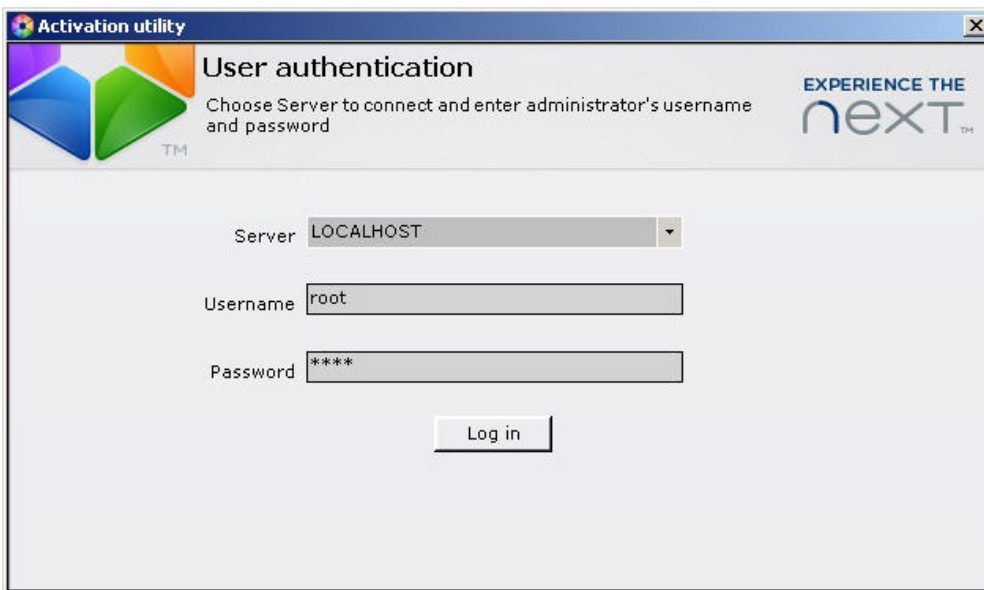 Activation utility
User authentication
Choose Server to connect and enter administrator's username
and password
TM
EXPERIENCE THE
next TM
Server LOCALHOST
Username root
Password ****
Log in